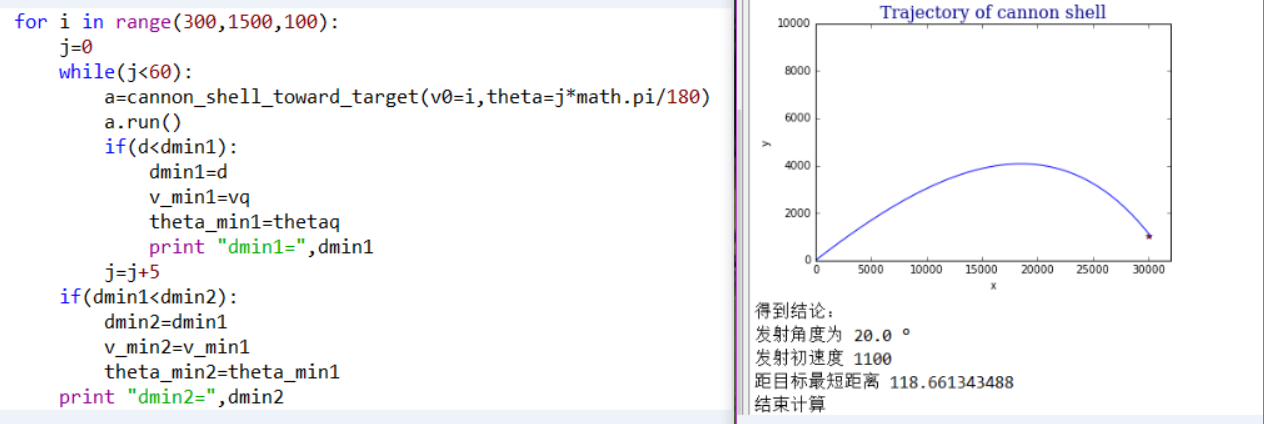 for i in range(300,1500,100):
    j=0
    while(j<60):
        a=cannon_shell_toward_target(v0=i,theta=j*math.pi/180)
        a.run()
        if(d<dmin1):
            dmin1=d
            v_min1=vq
            theta_min1=thetaq
            print "dmin1=",dmin1
        j=j+5
    if(dmin1<dmin2):
        dmin2=dmin1
        v_min2=v_min1
        theta_min2=theta_min1
    print "dmin2=",dmin2
Trajectory of cannon shell
10000
8000
6000
y
4000
2000
0
0 5000 10000 15000 20000 25000 30000
x
得到结论：
发射角度为 20.0 °
发射初速度 1100
距目标最短距离 118.661343488
结束计算